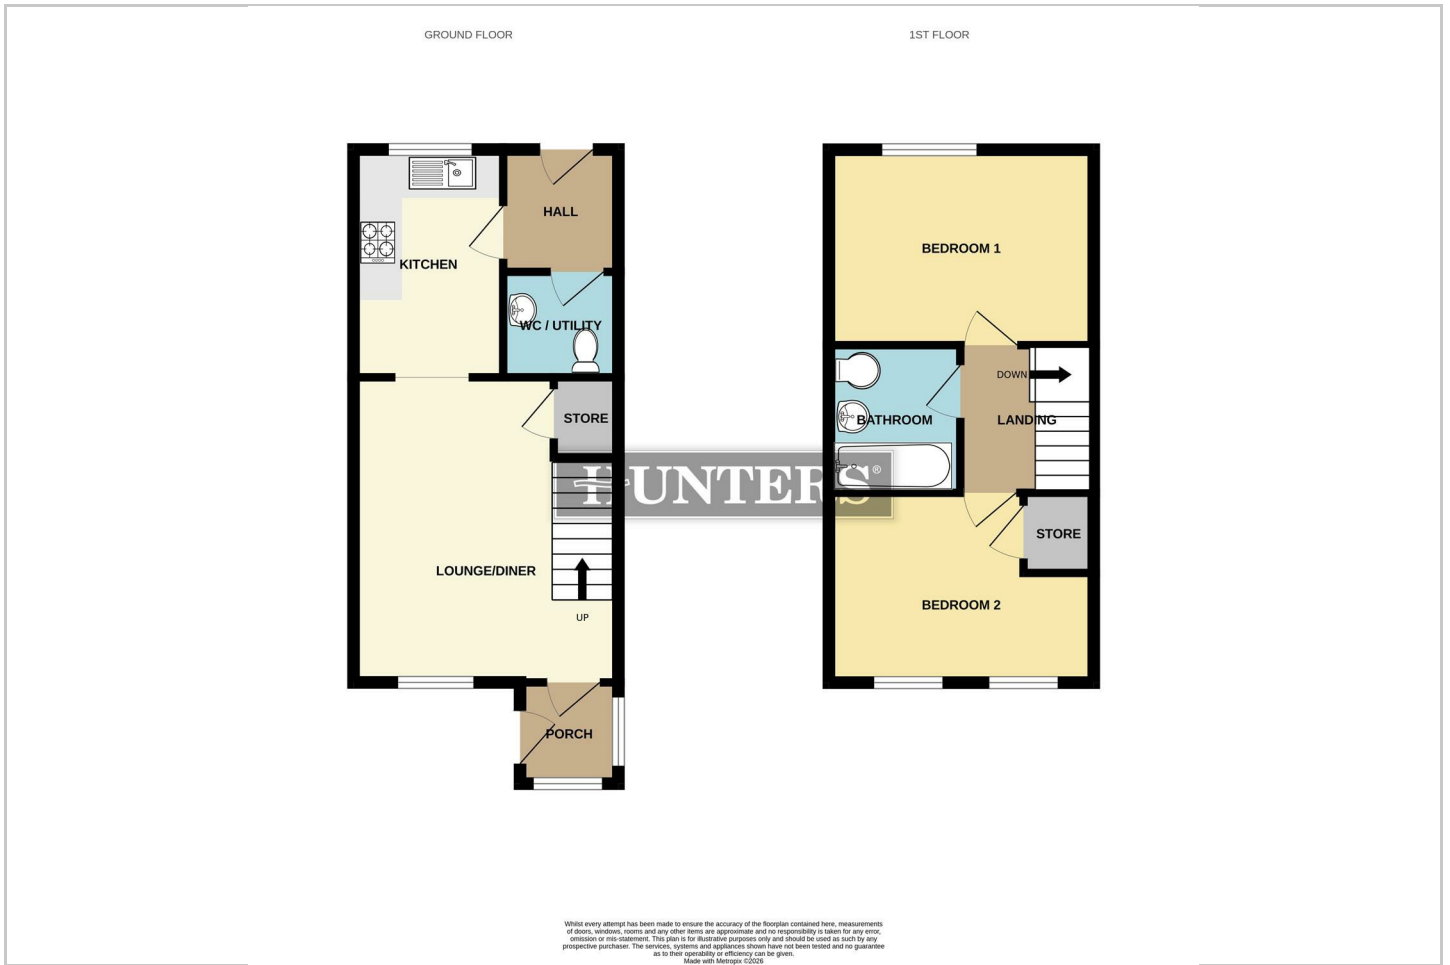 GROUND FLOOR
1ST FLOOR
HALL
KITCHEN
WC / UTILITY
STORE
LOUNGE/DINER
UP
PORCH
HUNTERS®
BEDROOM 1
DOWN
BATHROOM
LANDING
STORE
BEDROOM 2
Whilst every attempt has been made to ensure the accuracy of the floorplan contained here, measurements
of doors, windows, rooms and any other items are approximate and no responsibility is taken for any error,
omission or mis-statement. This plan is for illustrative purposes only and should be used as such by any
prospective purchaser. The services, systems and appliances shown have not been tested and no guarantee
as to their operability or efficiency can be given.
Made with Metropix ©2026